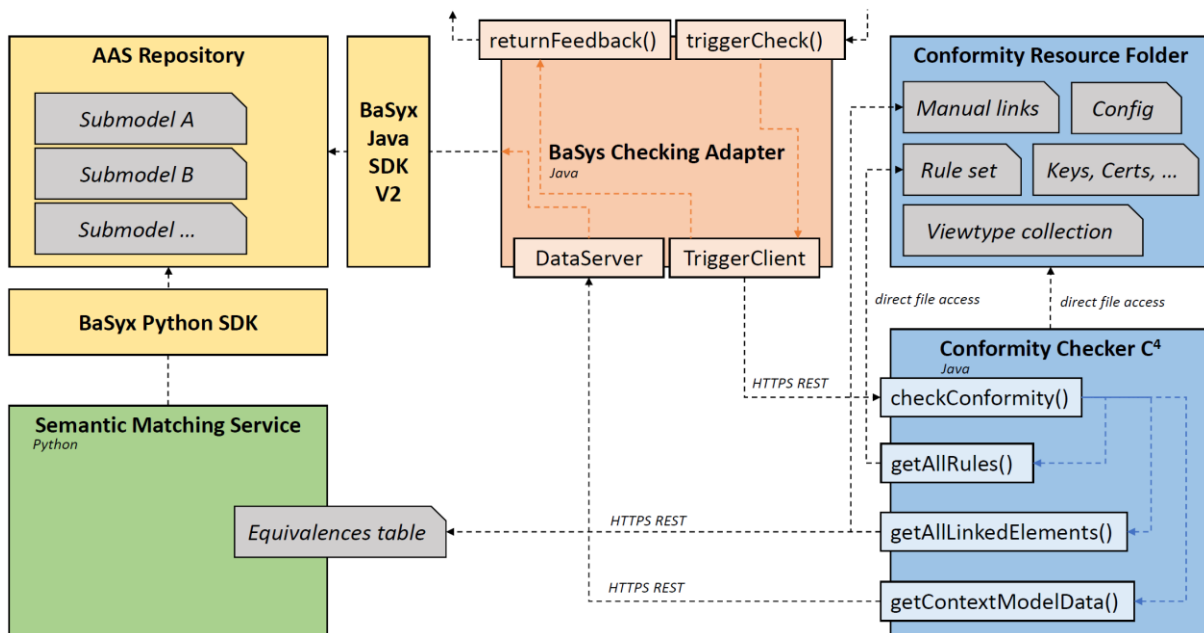 returnFeedback()
triggerCheck()
AAS Repository
Submodel A
Submodel B
Submodel ...
BaSyx
Java
SDK
V2
BaSys Checking Adapter
Java
DataServer
TriggerClient
Conformity Resource Folder
Manual links
Config
Rule set
Keys, Certs, ...
Viewtype collection
direct file access
direct file access
BaSyx Python SDK
Semantic Matching Service
Python
Equivalences table
HTTPS REST
HTTPS REST
HTTPS REST
Conformity Checker C⁴
Java
checkConformity()
getAllRules()
getAllLinkedElements()
getContextModelData()